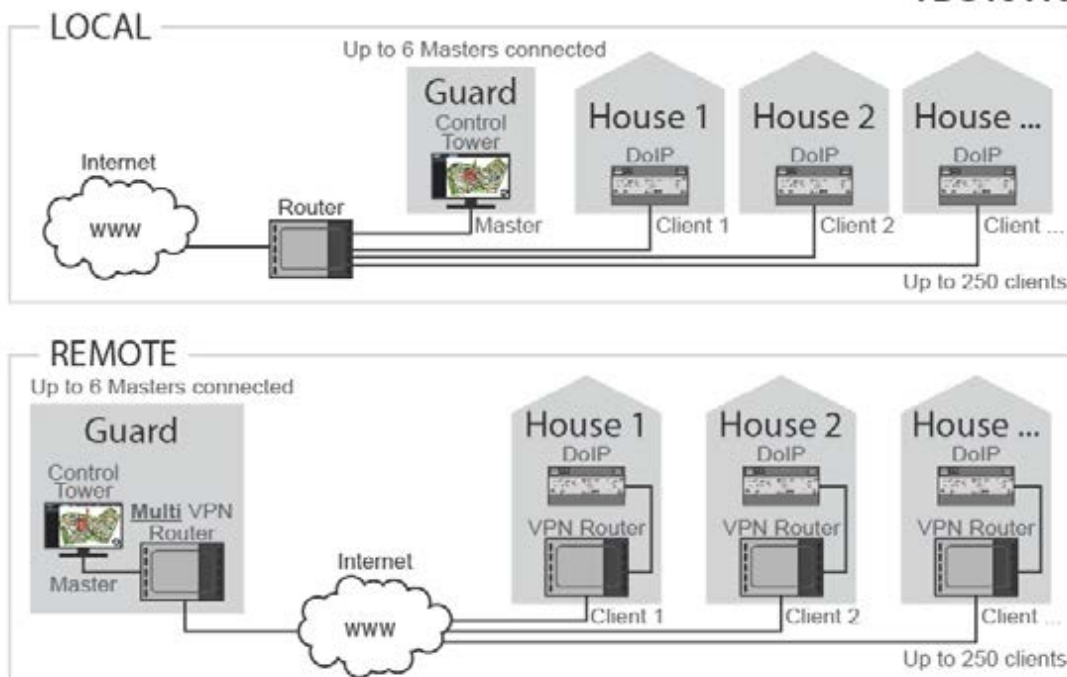 LOCAL
Up to 6 Masters connected
Guard
Control
Tower
Master
House 1
DoIP
Client 1
House 2
DoIP
Client 2
House ...
DoIP
Client ...
Internet
www
Router
Up to 250 clients
REMOTE
Up to 6 Masters connected
Guard
Control
Tower
Multi VPN
Router
Master
Internet
www
House 1
DoIP
VPN Router
Client 1
House 2
DoIP
VPN Router
Client 2
House ...
DoIP
VPN Router
Client ...
Up to 250 clients